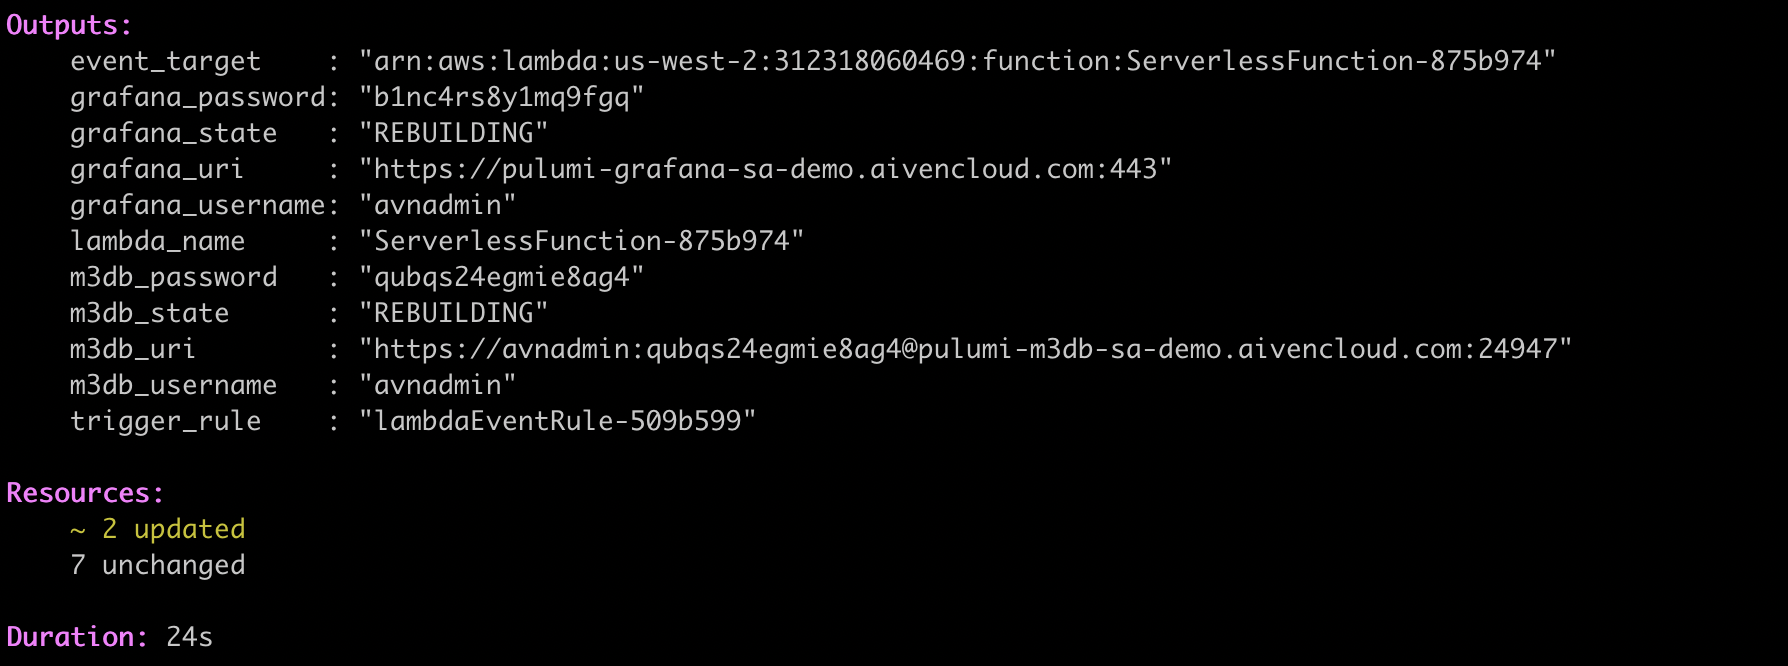 Outputs:
    event_target    : "arn:aws:lambda:us-west-2:312318060469:function:ServerlessFunction-875b974"
    grafana_password: "b1nc4rs8y1mq9fgq"
    grafana_state   : "REBUILDING"
    grafana_uri     : "https://pulumi-grafana-sa-demo.aivencloud.com:443"
    grafana_username: "avnadmin"
    lambda_name     : "ServerlessFunction-875b974"
    m3db_password   : "qubqs24egmie8ag4"
    m3db_state      : "REBUILDING"
    m3db_uri        : "https://avnadmin:qubqs24egmie8ag4@pulumi-m3db-sa-demo.aivencloud.com:24947"
    m3db_username   : "avnadmin"
    trigger_rule    : "lambdaEventRule-509b599"
Resources:
    ~ 2 updated
    7 unchanged
Duration: 24s